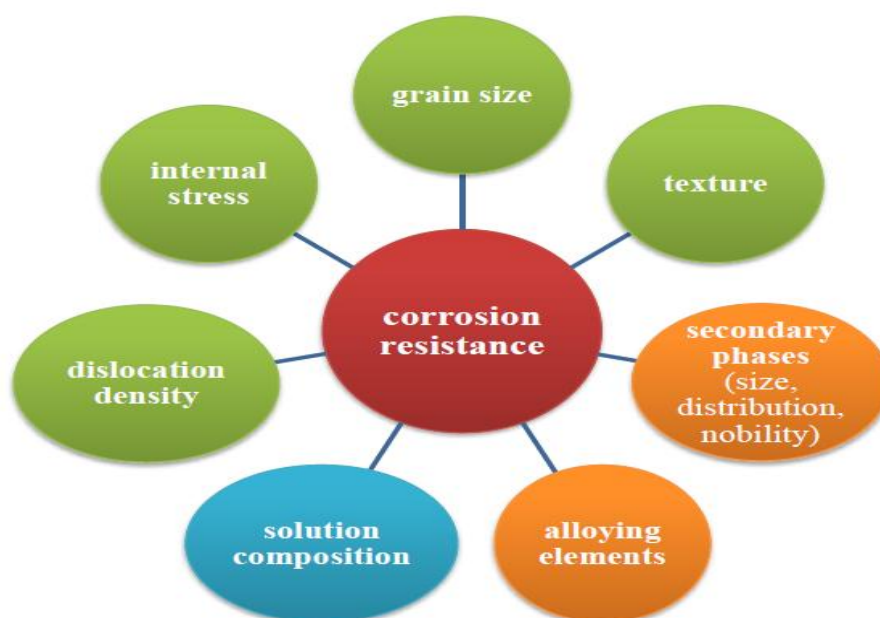 grain size
internal
stress
texture
corrosion
resistance
secondary
phases
(size,
distribution,
nobility)
dislocation
density
solution
composition
alloying
elements